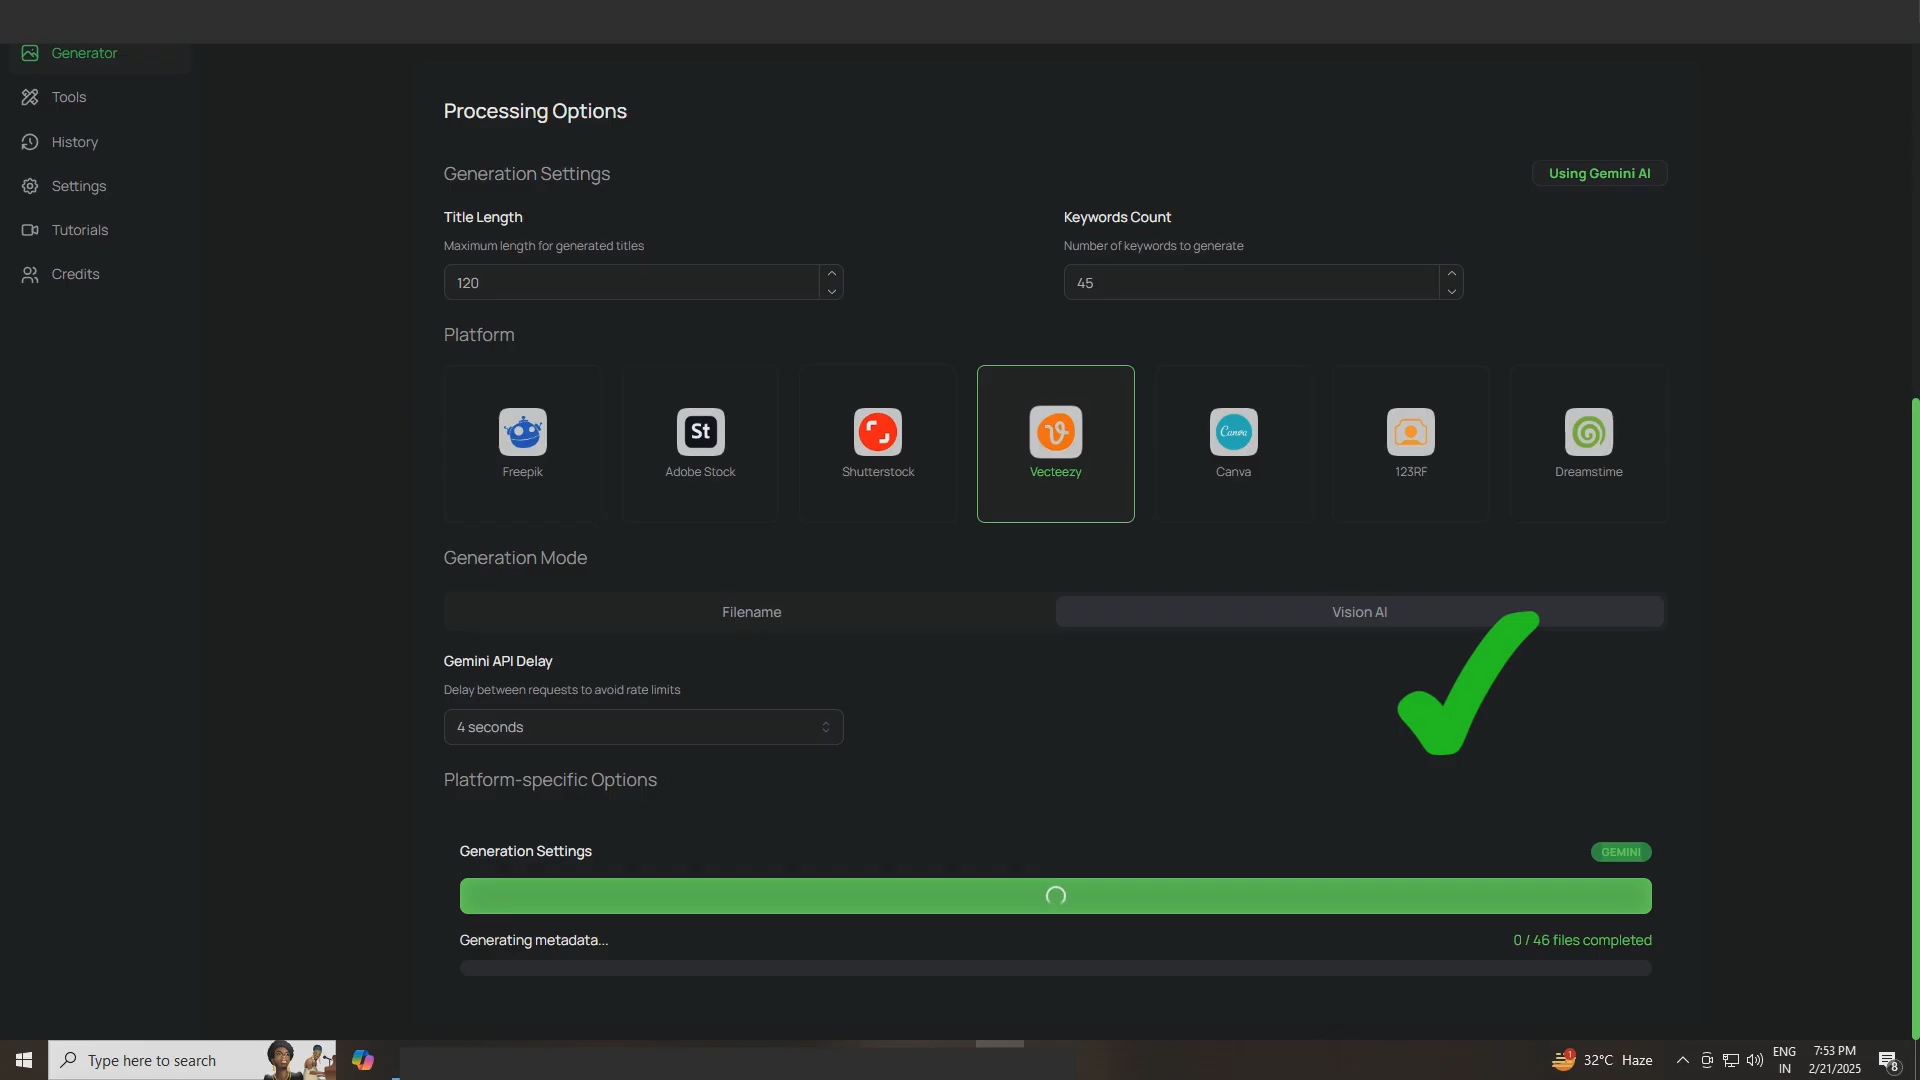 Generator
Tools
History
Settings
Tutorials
Credits
Processing Options
Generation Settings
Using Gemini AI
Title Length
Keywords Count
Maximum length for generated titles
Number of keywords to generate
120
45
Platform
St
Canva
Freepik
Adobe Stock
Shutterstock
Vecteezy
Canva
123RF
Dreamstime
Generation Mode
Filename
Vision AI
Gemini API Delay
Delay between requests to avoid rate limits
4 seconds
Platform-specific Options
Generation Settings
GEMINI
Generating metadata...
0 / 46 files completed
Type here to search
1
32°C Haze
ENG
IN
7:53 PM
2/21/2025
8